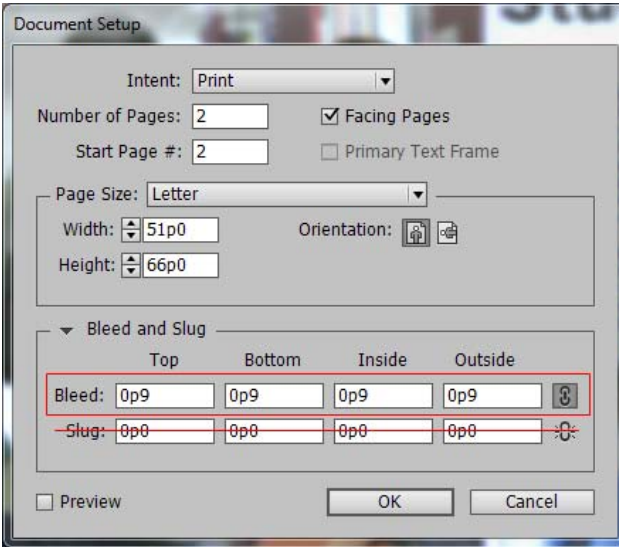 Document Setup
Intent: Print
Number of Pages: 2 Facing Pages
Start Page #: 2 Primary Text Frame
Page Size: Letter
Width: 51p0 Orientation:
Height: 66p0
Bleed and Slug
Top Bottom Inside Outside
Bleed: 0p9 0p9 0p9 0p9
Slug: 0p0 0p0 0p0 0p0
Preview OK Cancel